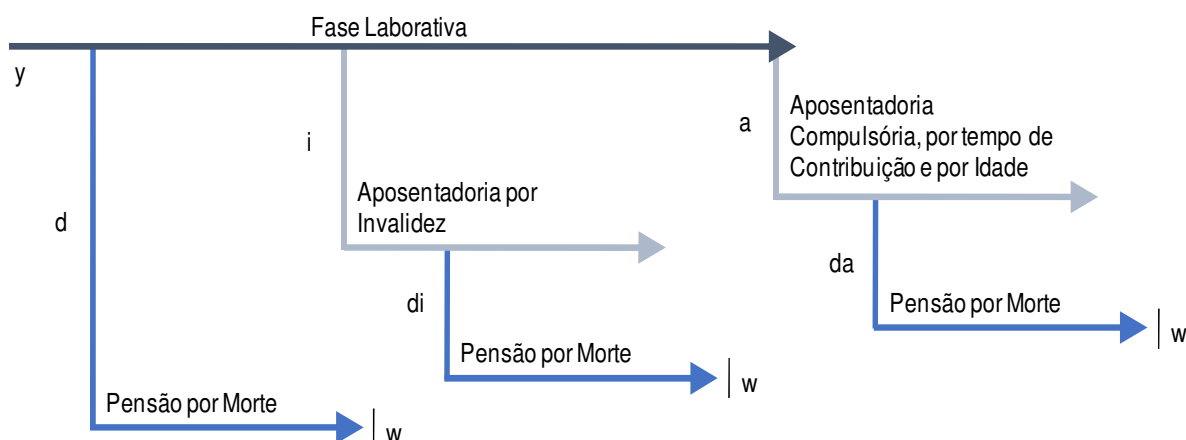 Fase Laborativa
y
a
Aposentadoria
Compulsória, por tempo de
Contribuição e por Idade
i
Aposentadoria por
Invalidez
d
da
Pensão por Morte
w
di
Pensão por Morte
w
Pensão por Morte
w